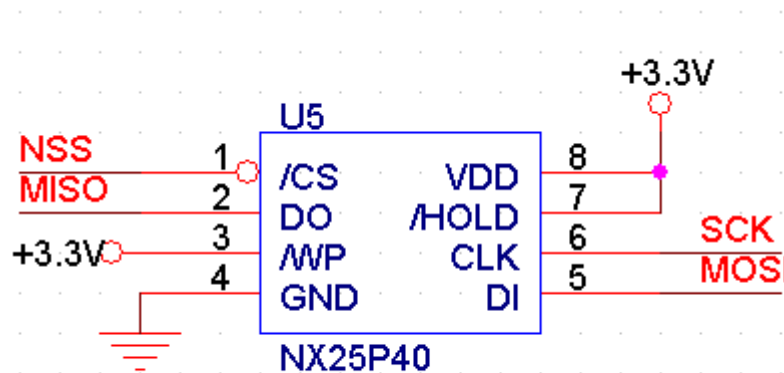 +3.3V
U5
NSS 1 /CS VDD 8
MISO 2 DO /HOLD 7
+3.3V 3 /WP CLK 6 SCK
4 GND DI 5 MOS
NX25P40